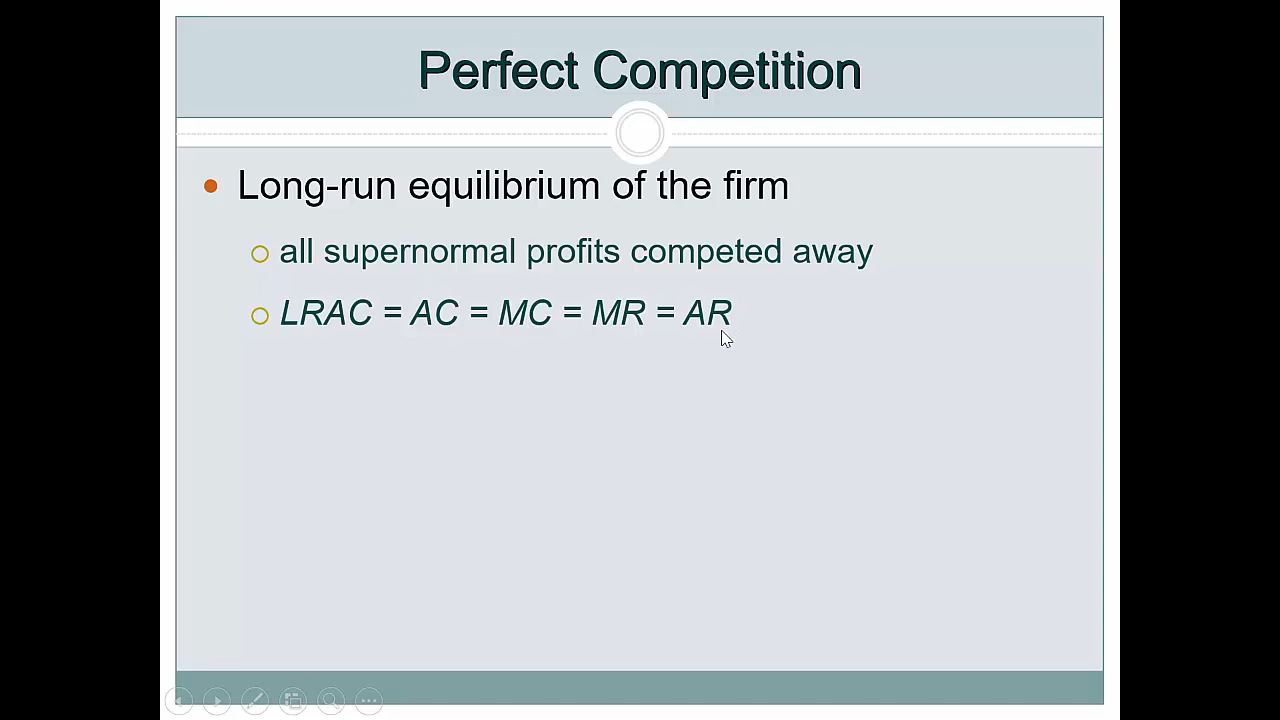 Perfect Competition
Long-run equilibrium of the firm
all supernormal profits competed away
LRAC = AC = MC = MR = AR